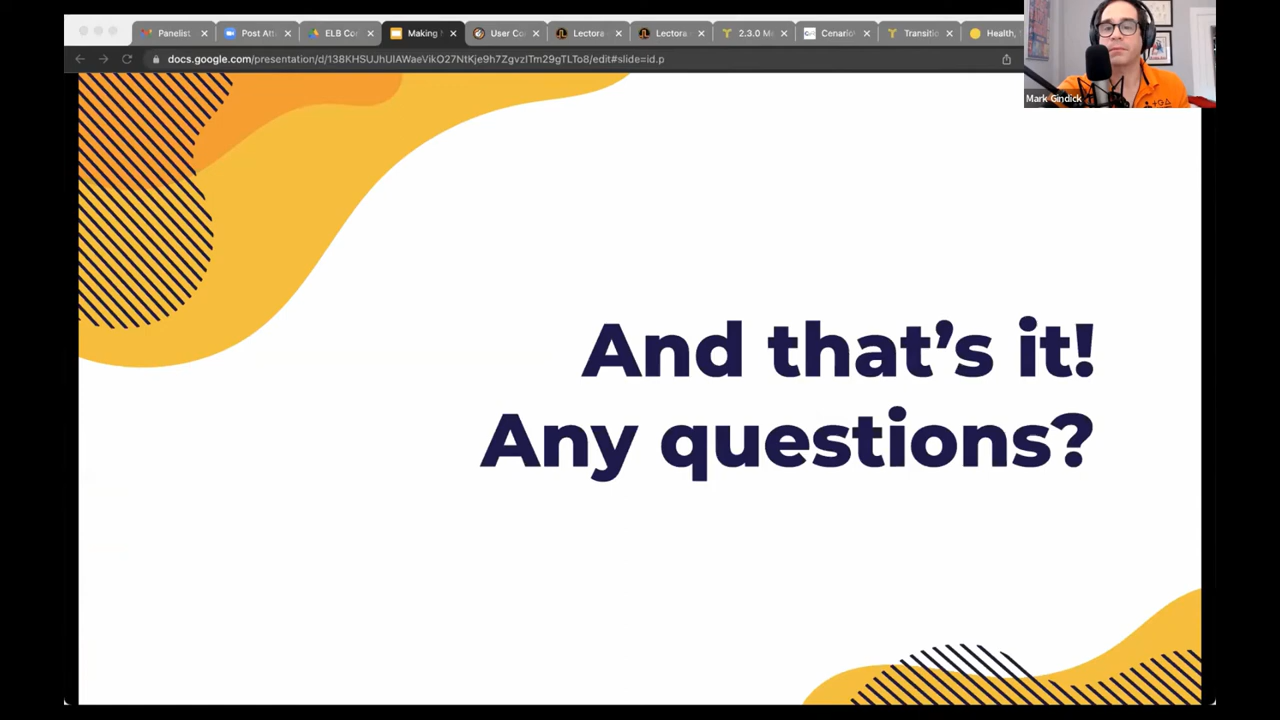 Panelist
Post Att
ELB Cor
Making
User Co
Lectora
Lectora
2.3.0 M
Cenario
Transitio
Health,
docs.google.com/presentation/d/138KHSUJhUIAWaeVikO27NtKje9h7ZgvzITm29gTLTo8/edit#slide=id.p
Mark Gindick
And that's it!
Any questions?